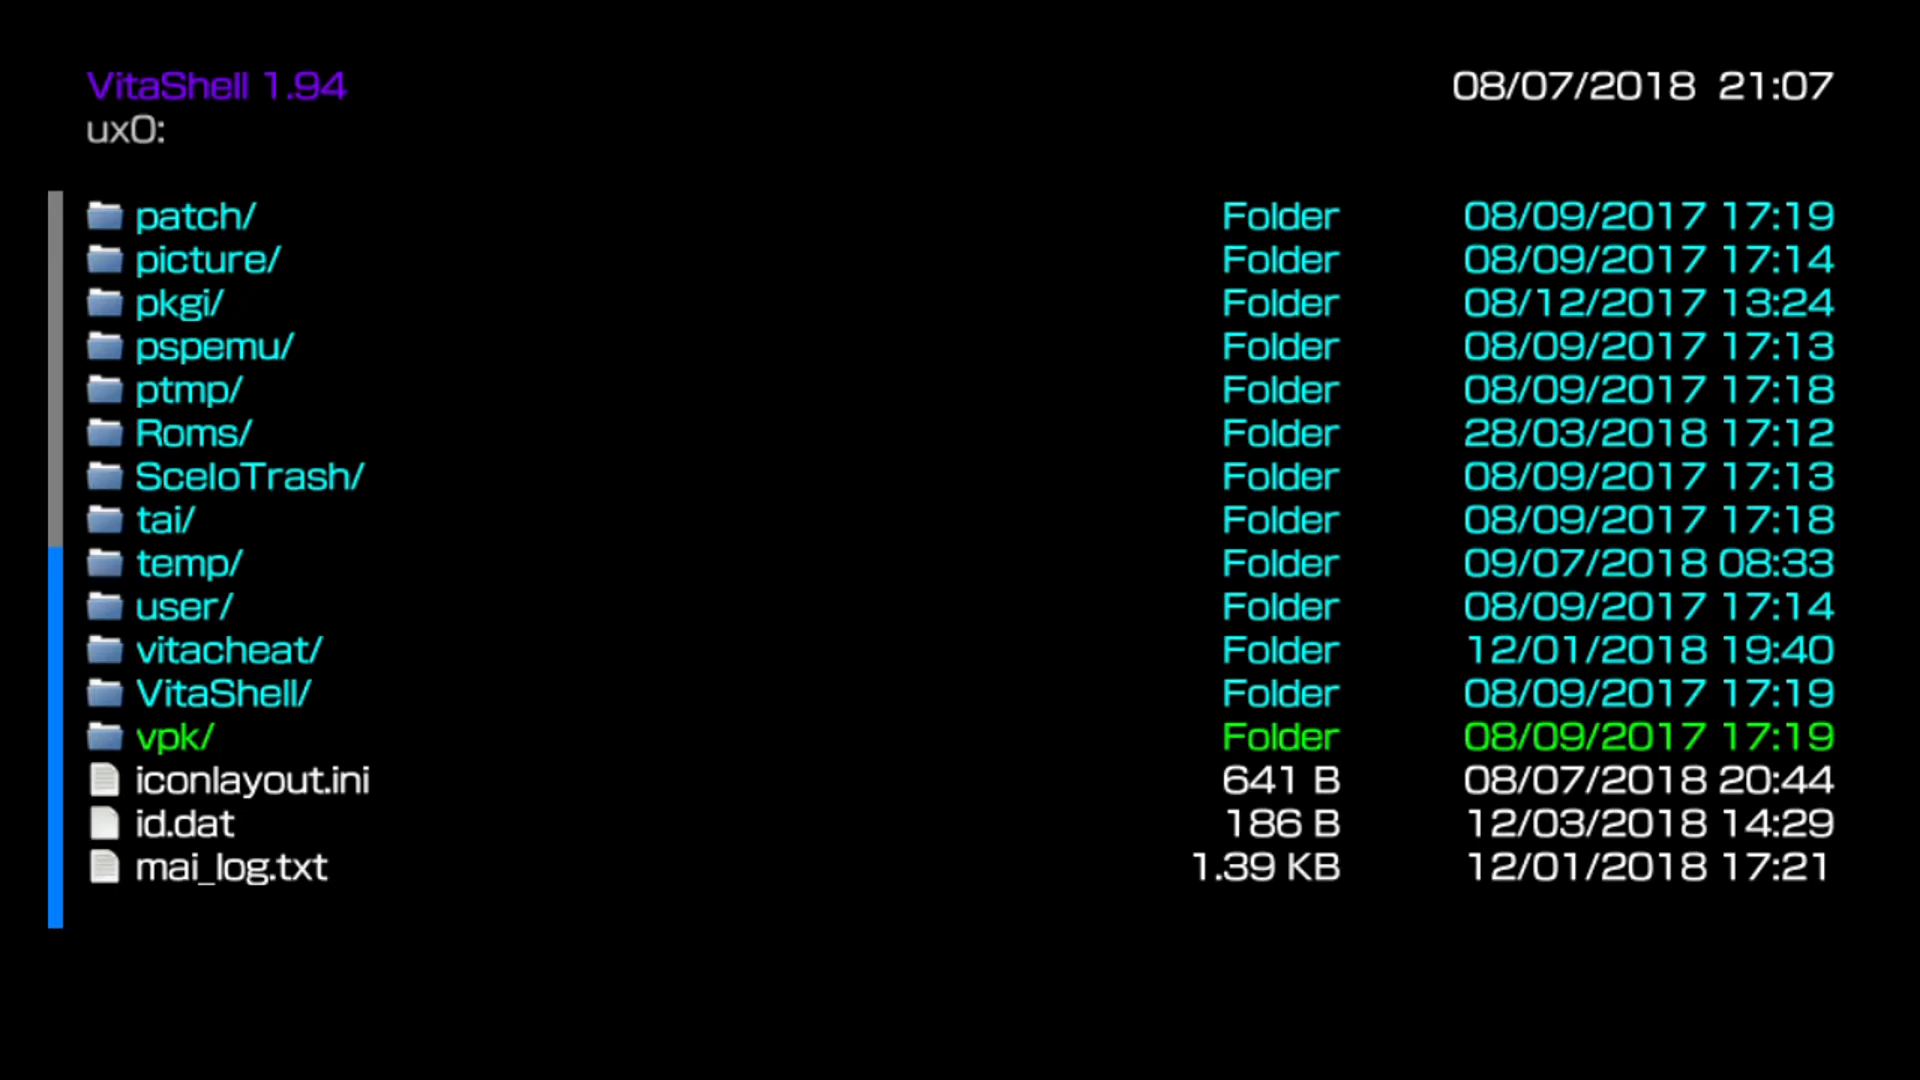 VitaShell 1.94 08/07/2018 21:07
ux0:
patch/ Folder 08/09/2017 17:19
picture/ Folder 08/09/2017 17:14
pkgi/ Folder 08/12/2017 13:24
pspemu/ Folder 08/09/2017 17:13
ptmp/ Folder 08/09/2017 17:18
Roms/ Folder 28/03/2018 17:12
SceIoTrash/ Folder 08/09/2017 17:13
tai/ Folder 08/09/2017 17:18
temp/ Folder 09/07/2018 08:33
user/ Folder 08/09/2017 17:14
vitacheat/ Folder 12/01/2018 19:40
VitaShell/ Folder 08/09/2017 17:19
vpk/ Folder 08/09/2017 17:19
iconlayout.ini 641 B 08/07/2018 20:44
id.dat 186 B 12/03/2018 14:29
mai_log.txt 1.39 KB 12/01/2018 17:21